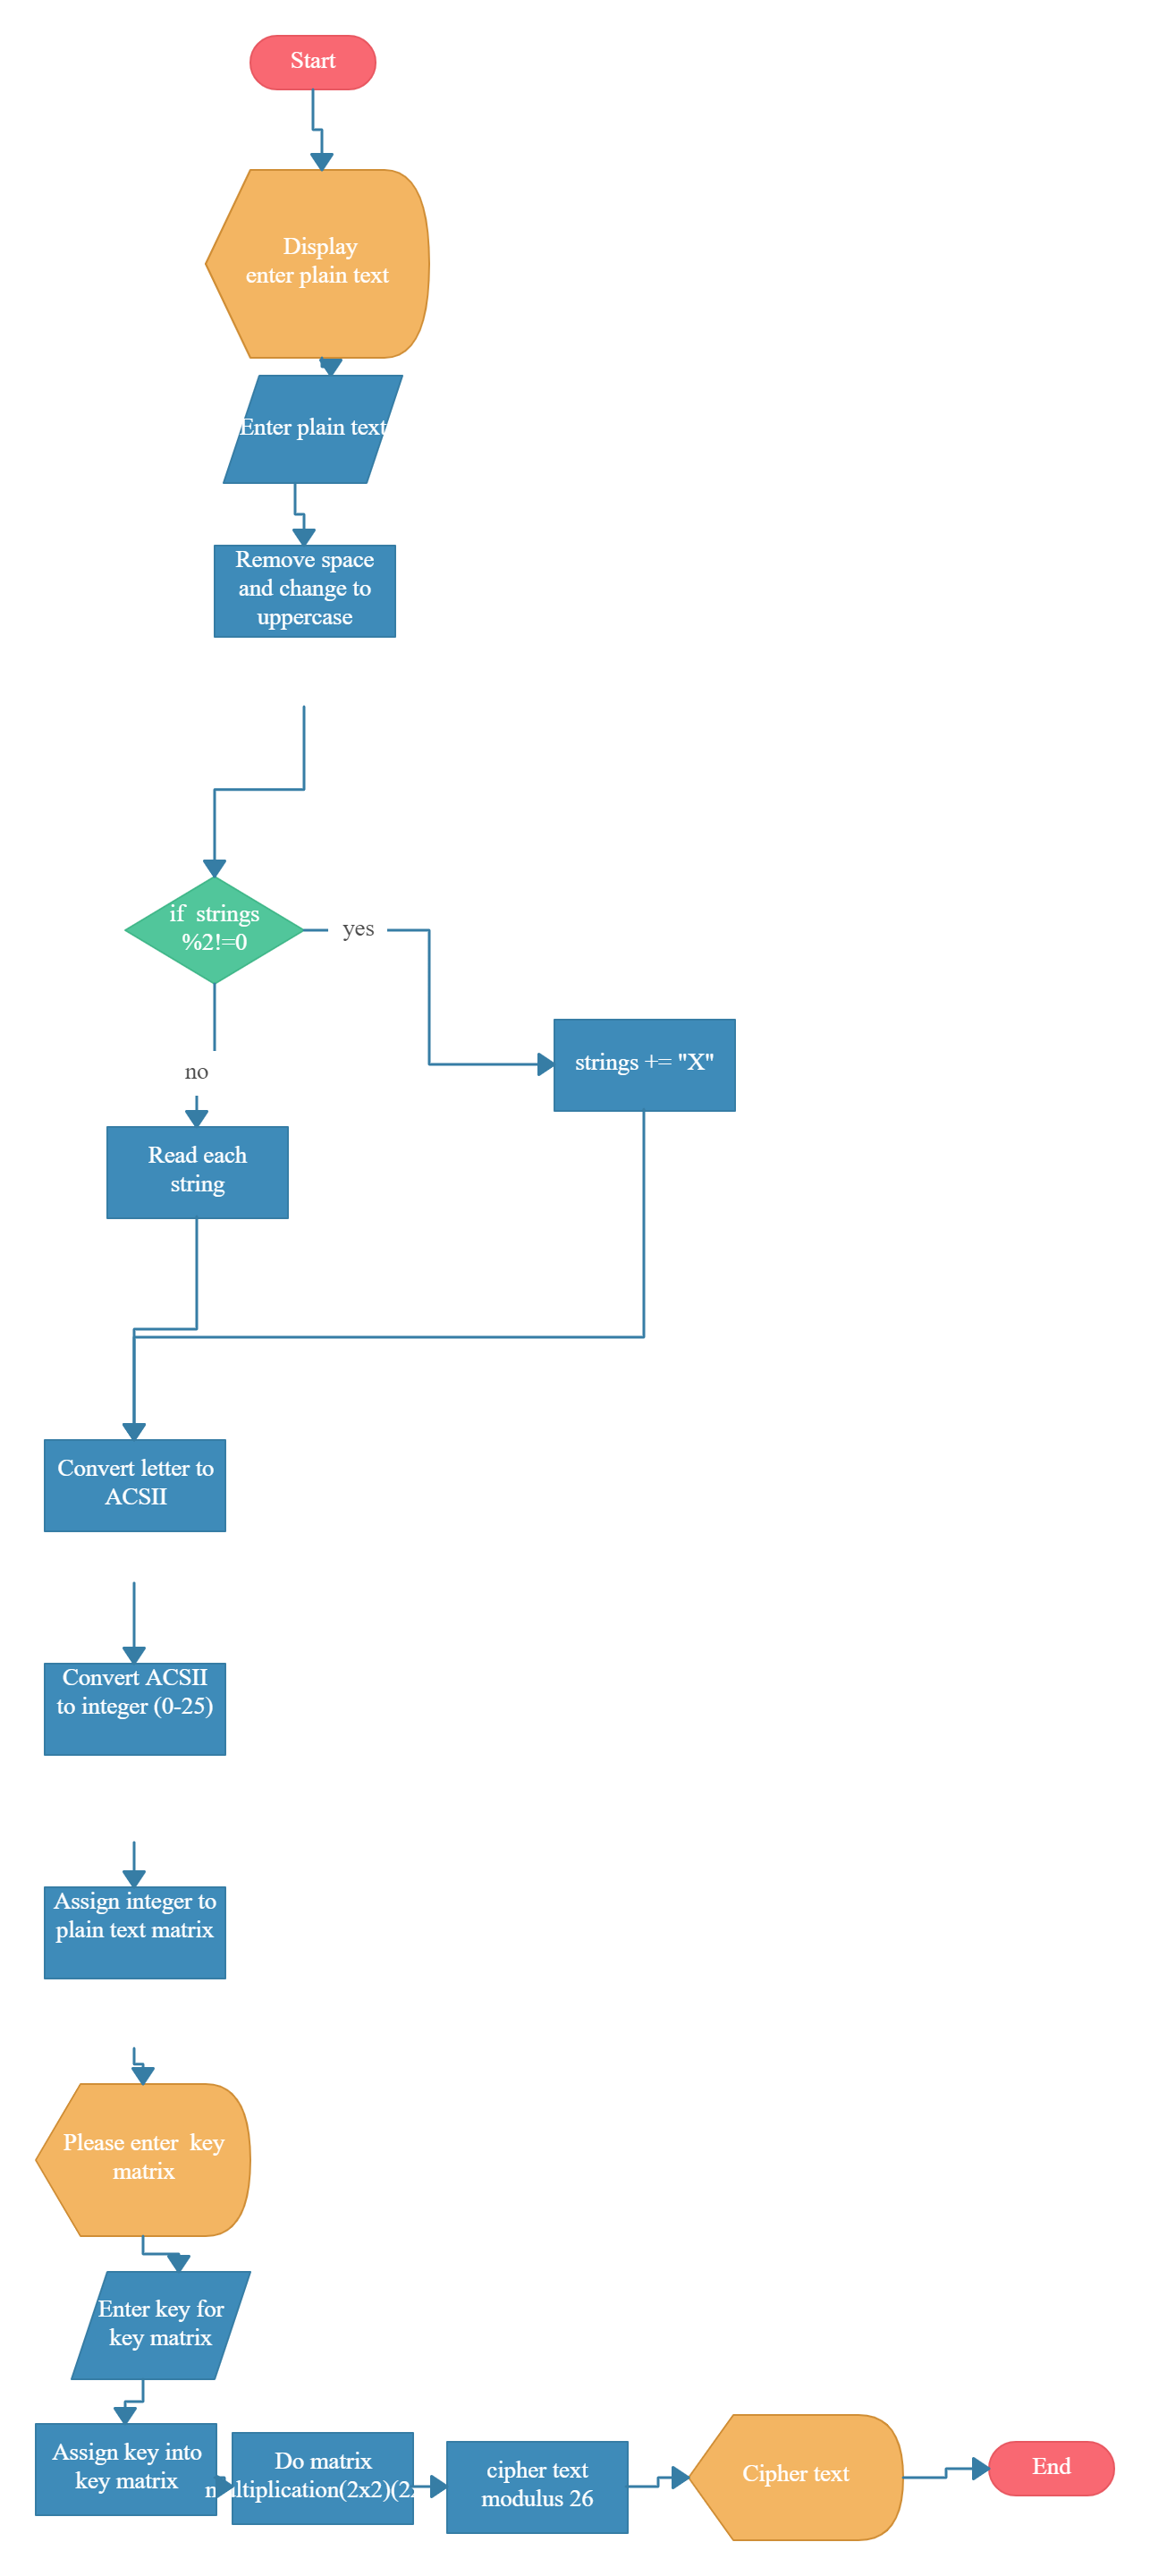 Start
Display
enter plain text
Enter plain text
Remove space
and change to
uppercase
if strings
%2!=0
yes
strings += "X"
no
Read each
string
Convert letter to
ACSII
Convert ACSII
to integer (0-25)
Assign integer to
plain text matrix
Please enter key
matrix
Enter key for
key matrix
Assign key into
key matrix
Do matrix
ltiplication(2x2)(2
cipher text
modulus 26
Cipher text
End